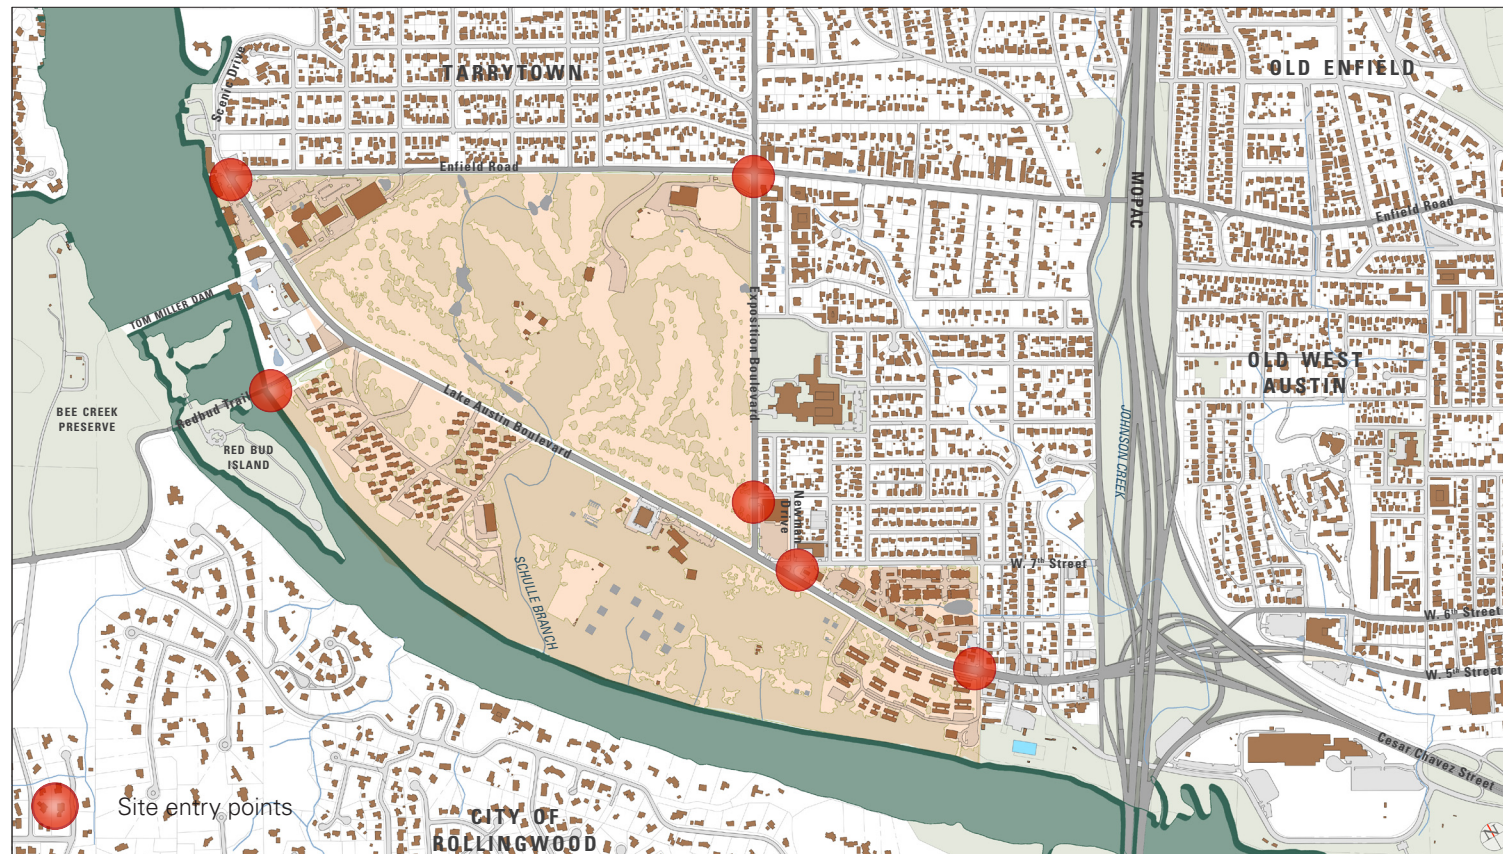 Scenic Drive
TARRYTOWN
OLD ENFIELD
Enfield Road
MOPAC
Enfield Road
TOM MILLER DAM
Exposition Boulevard
OLD WEST
AUSTIN
Lake Austin Boulevard
BEE CREEK
PRESERVE
Redbud Trail
RED BUD
ISLAND
JOHNSON CREEK
Newman
Drive
SCHULLE BRANCH
W. 7th Street
W. 6th Street
W. 5th Street
Cesar Chavez Street
Site entry points
CITY OF
ROLLINGWOOD
N